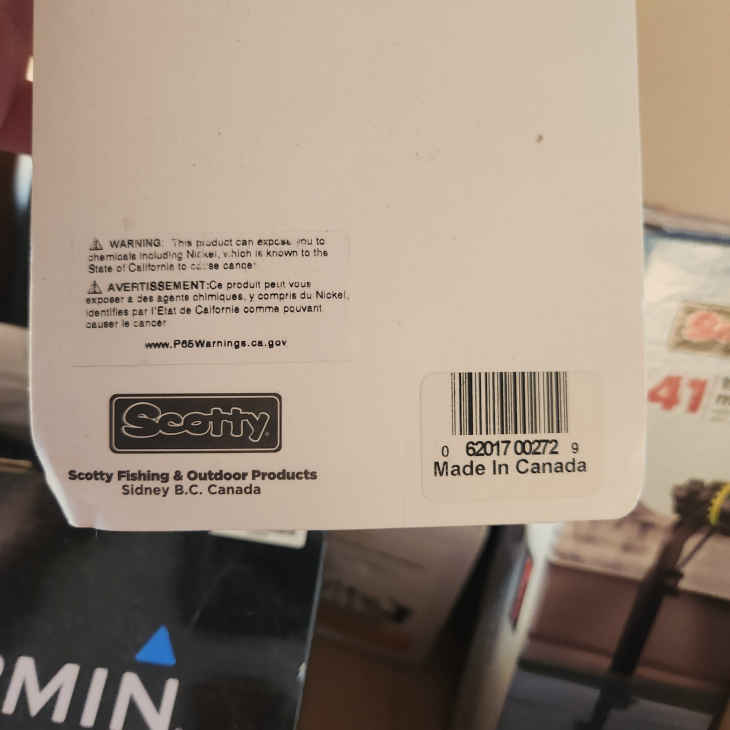 WARNING: This product can expose you to
chemicals including Nickel, which is known to the
State of California to cause cancer
AVERTISSEMENT:Ce produit peut vous
exposer a des agents chimiques, y compris du Nickel,
identifies par l'Etat de Californie comme pouvant
causer le cancer
www.P65Warnings.ca.gov
Scotty
Scotty Fishing & Outdoor Products
Sidney B.C. Canada
0 62017 00272 9
Made In Canada
41
RMIN